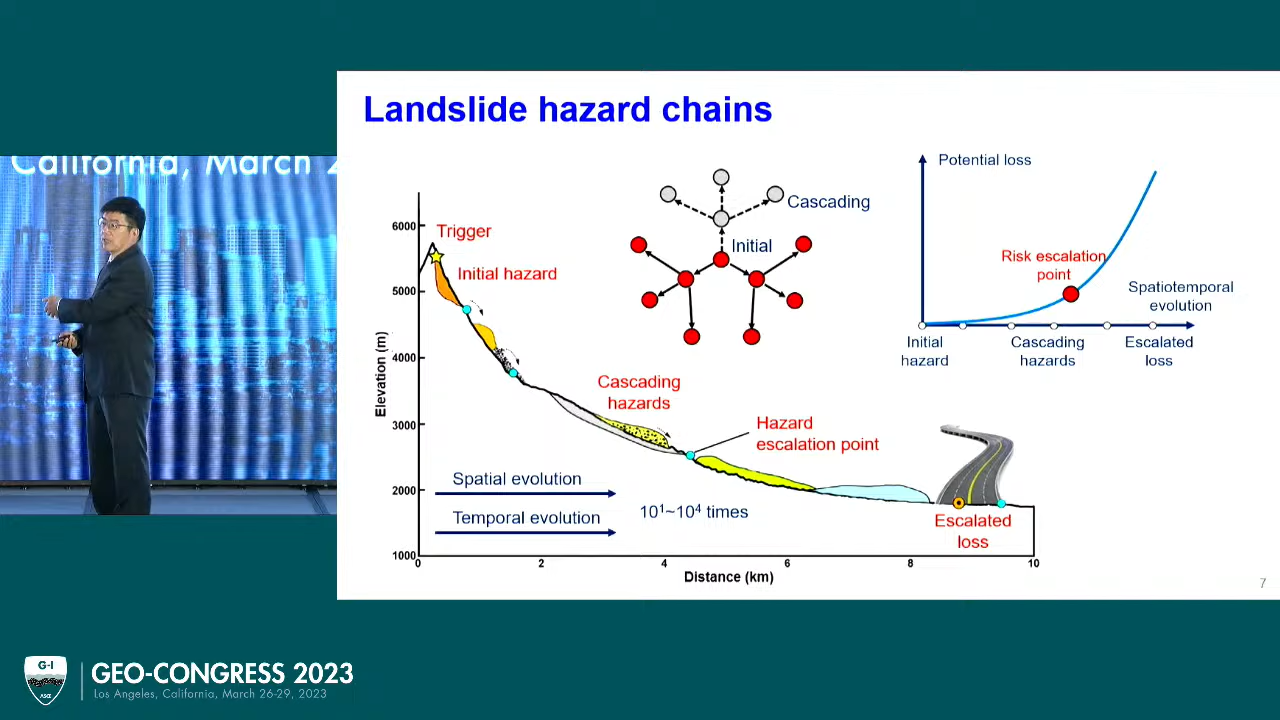 California, March 2
Landslide hazard chains
Trigger
Initial hazard
Cascading
hazards
Hazard
escalation point
Escalated
loss
Spatial evolution
Temporal evolution
10¹~10⁴ times
Elevation (m)
6000
5000
4000
3000
2000
1000
0
2
4
6
8
10
Distance (km)
Cascading
Initial
Potential loss
Risk escalation
point
Spatiotemporal
evolution
Initial
hazard
Cascading
hazards
Escalated
loss
7
G-I
ASCE
GEO-CONGRESS 2023
Los Angeles, California, March 26-29, 2023